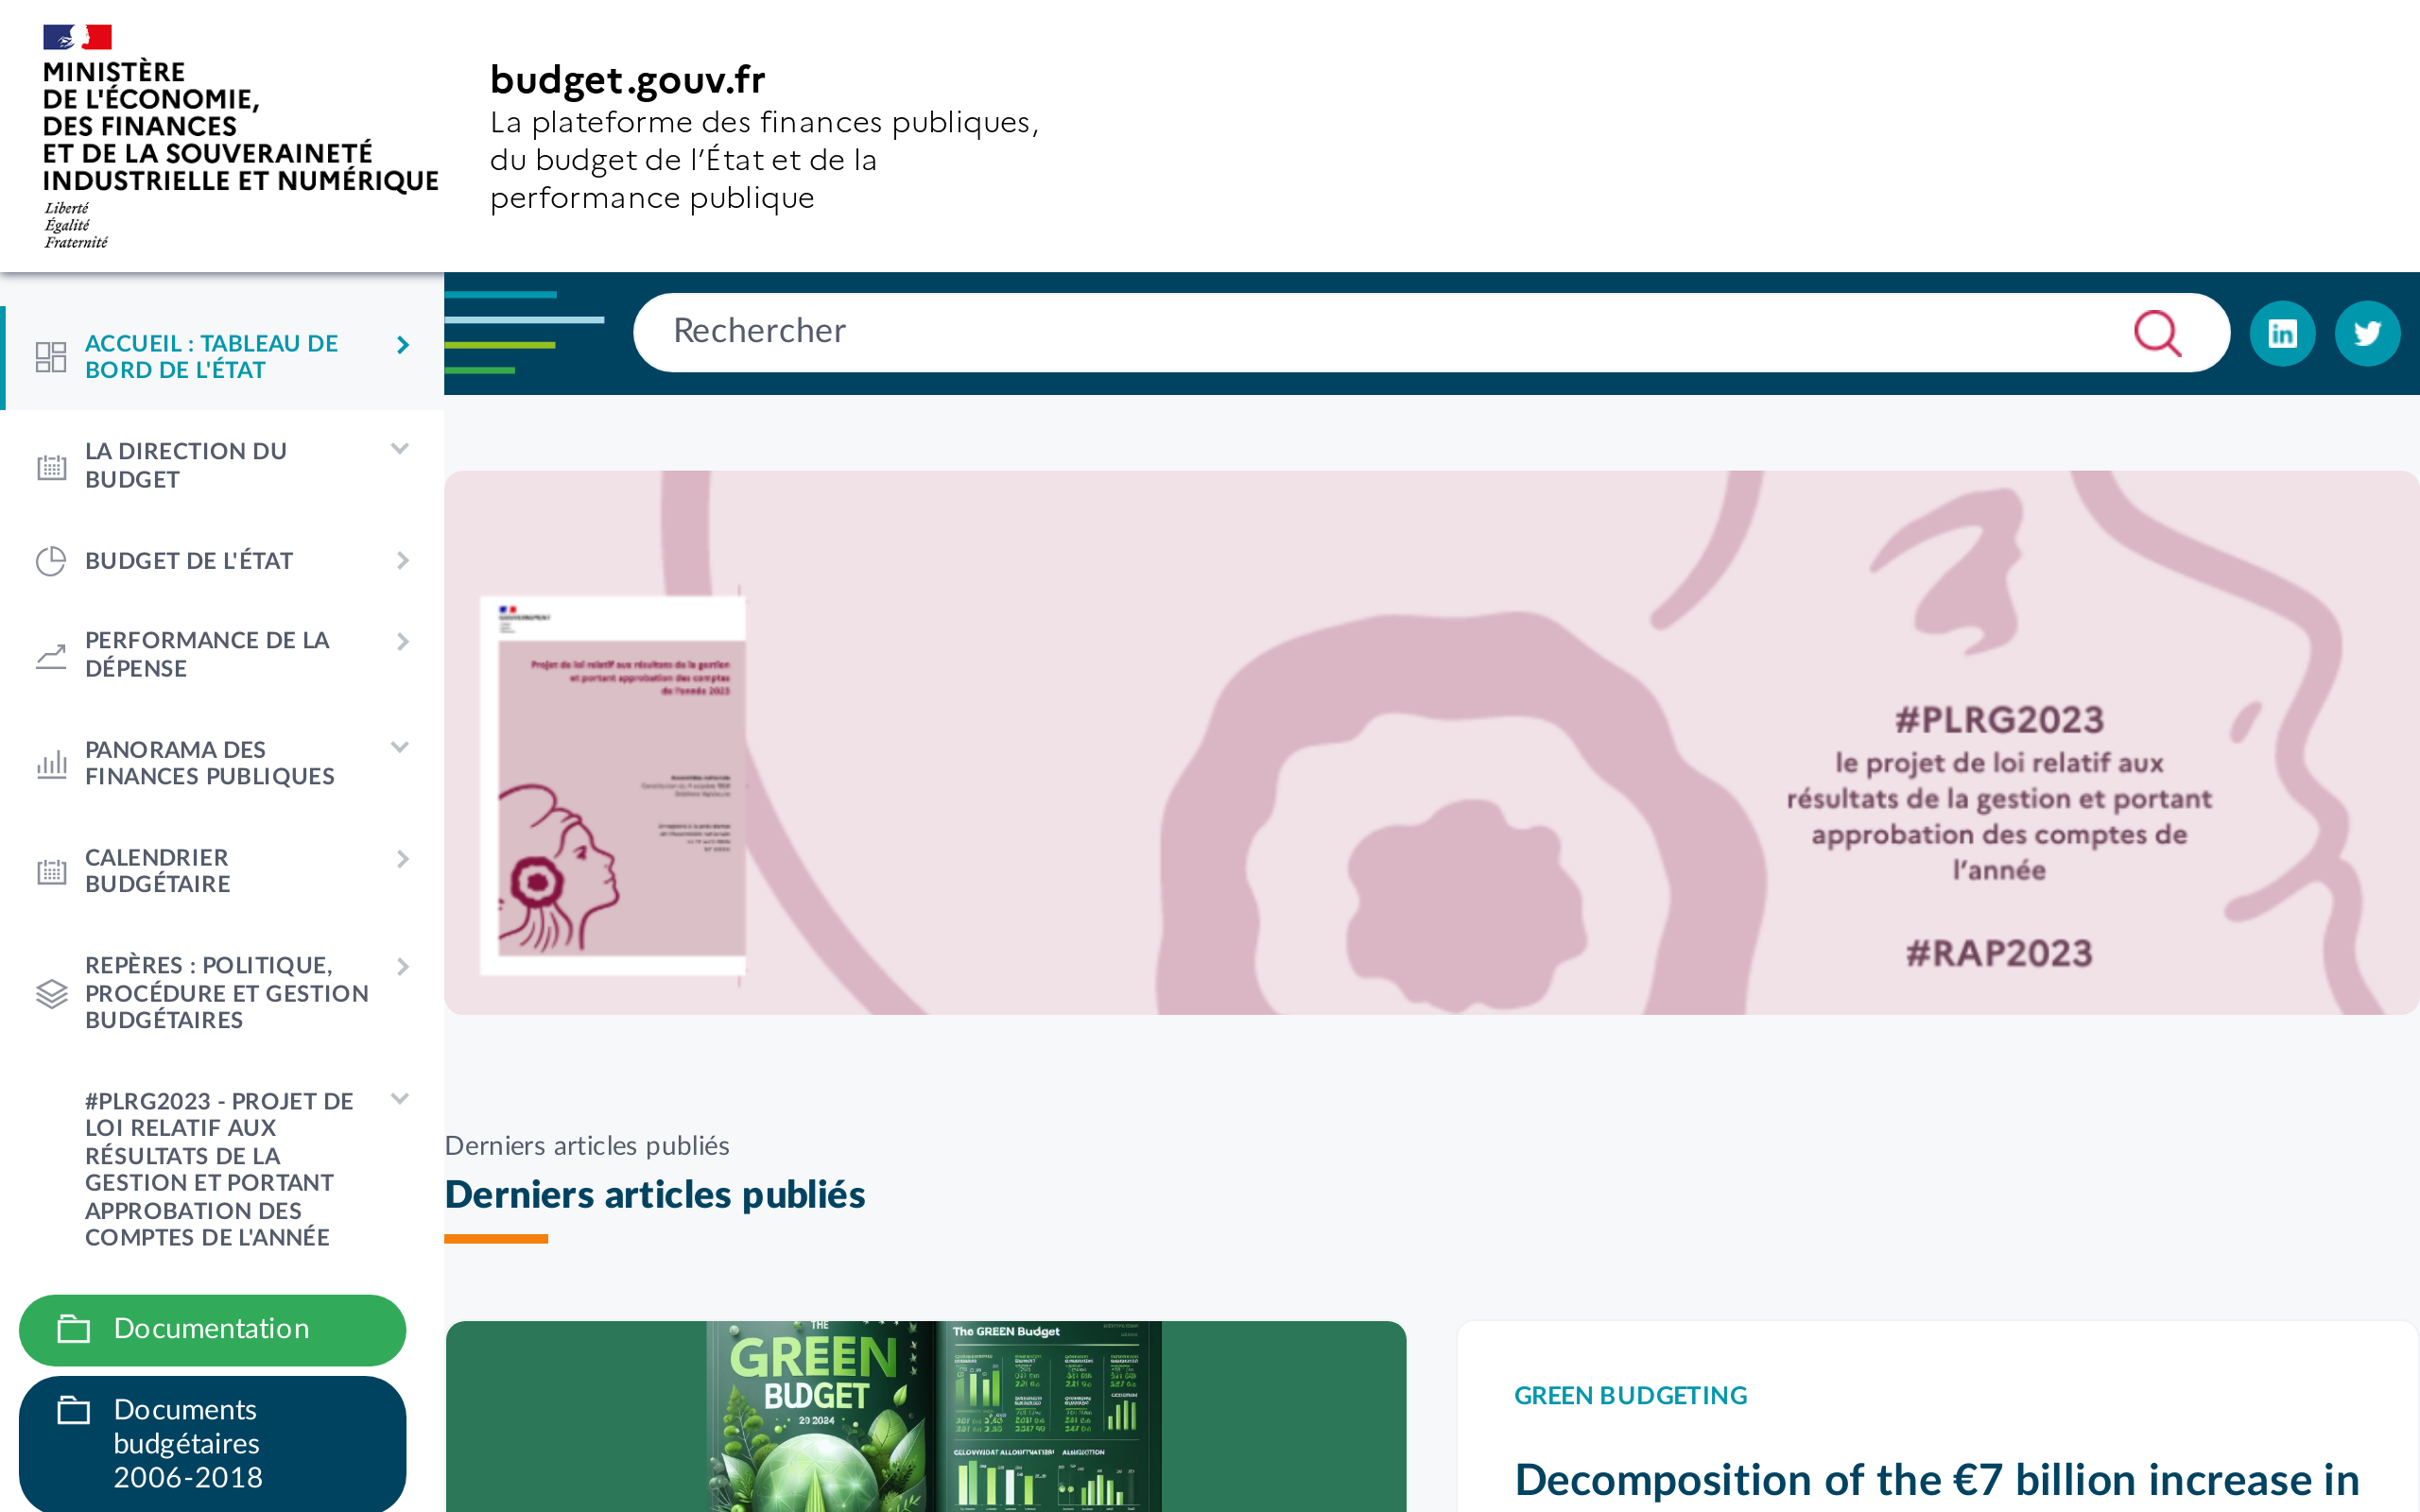 MINISTÈRE
DE L'ÉCONOMIE,
DES FINANCES
ET DE LA SOUVERAINETÉ
INDUSTRIELLE ET NUMÉRIQUE
Liberté
Égalité
Fraternité
budget.gouv.fr
La plateforme des finances publiques,
du budget de l’État et de la
performance publique
Rechercher
in
ACCUEIL : TABLEAU DE
BORD DE L'ÉTAT
LA DIRECTION DU
BUDGET
BUDGET DE L'ÉTAT
PERFORMANCE DE LA
DÉPENSE
PANORAMA DES
FINANCES PUBLIQUES
CALENDRIER
BUDGÉTAIRE
REPÈRES : POLITIQUE,
PROCÉDURE ET GESTION
BUDGÉTAIRES
#PLRG2023 - PROJET DE
LOI RELATIF AUX
RÉSULTATS DE LA
GESTION ET PORTANT
APPROBATION DES
COMPTES DE L'ANNÉE
Documentation
Documents
budgétaires
2006-2018
Projet de loi relatif aux résultats de la gestion
et portant approbation des comptes
de l'année 2023
#PLRG2023
le projet de loi relatif aux
résultats de la gestion et portant
approbation des comptes de
l’année
#RAP2023
Derniers articles publiés
Derniers articles publiés
THE
GREEN
BUDGET
20 2024
The GREEN Budget
GREEN BUDGETING
Decomposition of the €7 billion increase in